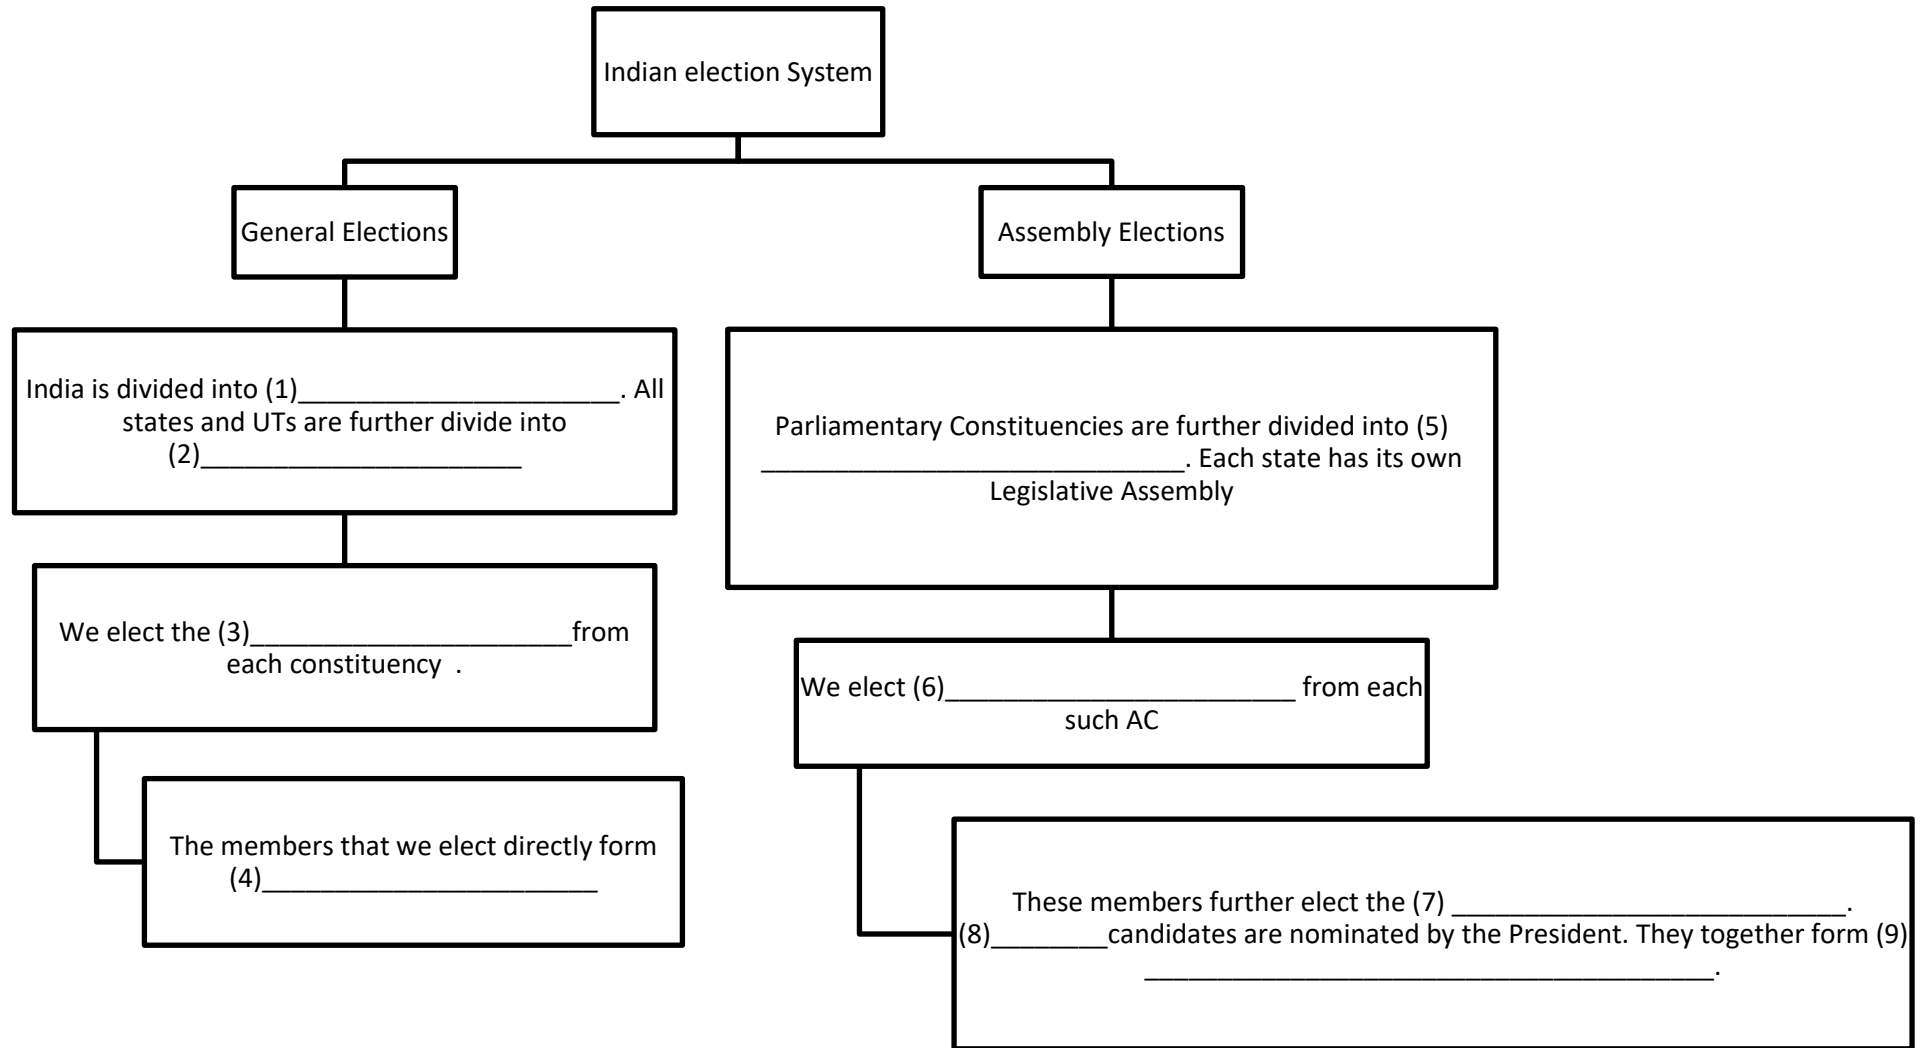 Indian election System
General Elections
Assembly Elections
India is divided into (1)______________________. All
states and UTs are further divide into
(2)______________________
Parliamentary Constituencies are further divided into (5)
_____________________________. Each state has its own
Legislative Assembly
We elect the (3)______________________from
each constituency .
We elect (6)________________________ from each
such AC
The members that we elect directly form
(4)_______________________
These members further elect the (7) ___________________________.
(8)________candidates are nominated by the President. They together form (9)
_______________________________________.